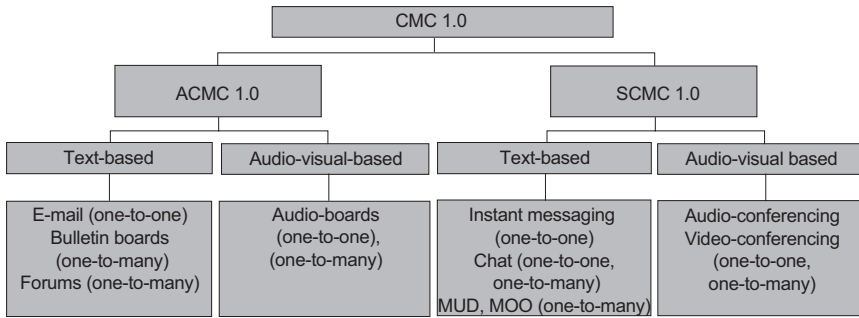 CMC 1.0
ACMC 1.0
SCMC 1.0
Text-based
Audio-visual-based
Text-based
Audio-visual based
E-mail (one-to-one)
Bulletin boards
(one-to-many)
Forums (one-to-many)
Audio-boards
(one-to-one),
(one-to-many)
Instant messaging
(one-to-one)
Chat (one-to-one,
one-to-many)
MUD, MOO (one-to-many)
Audio-conferencing
Video-conferencing
(one-to-one,
one-to-many)